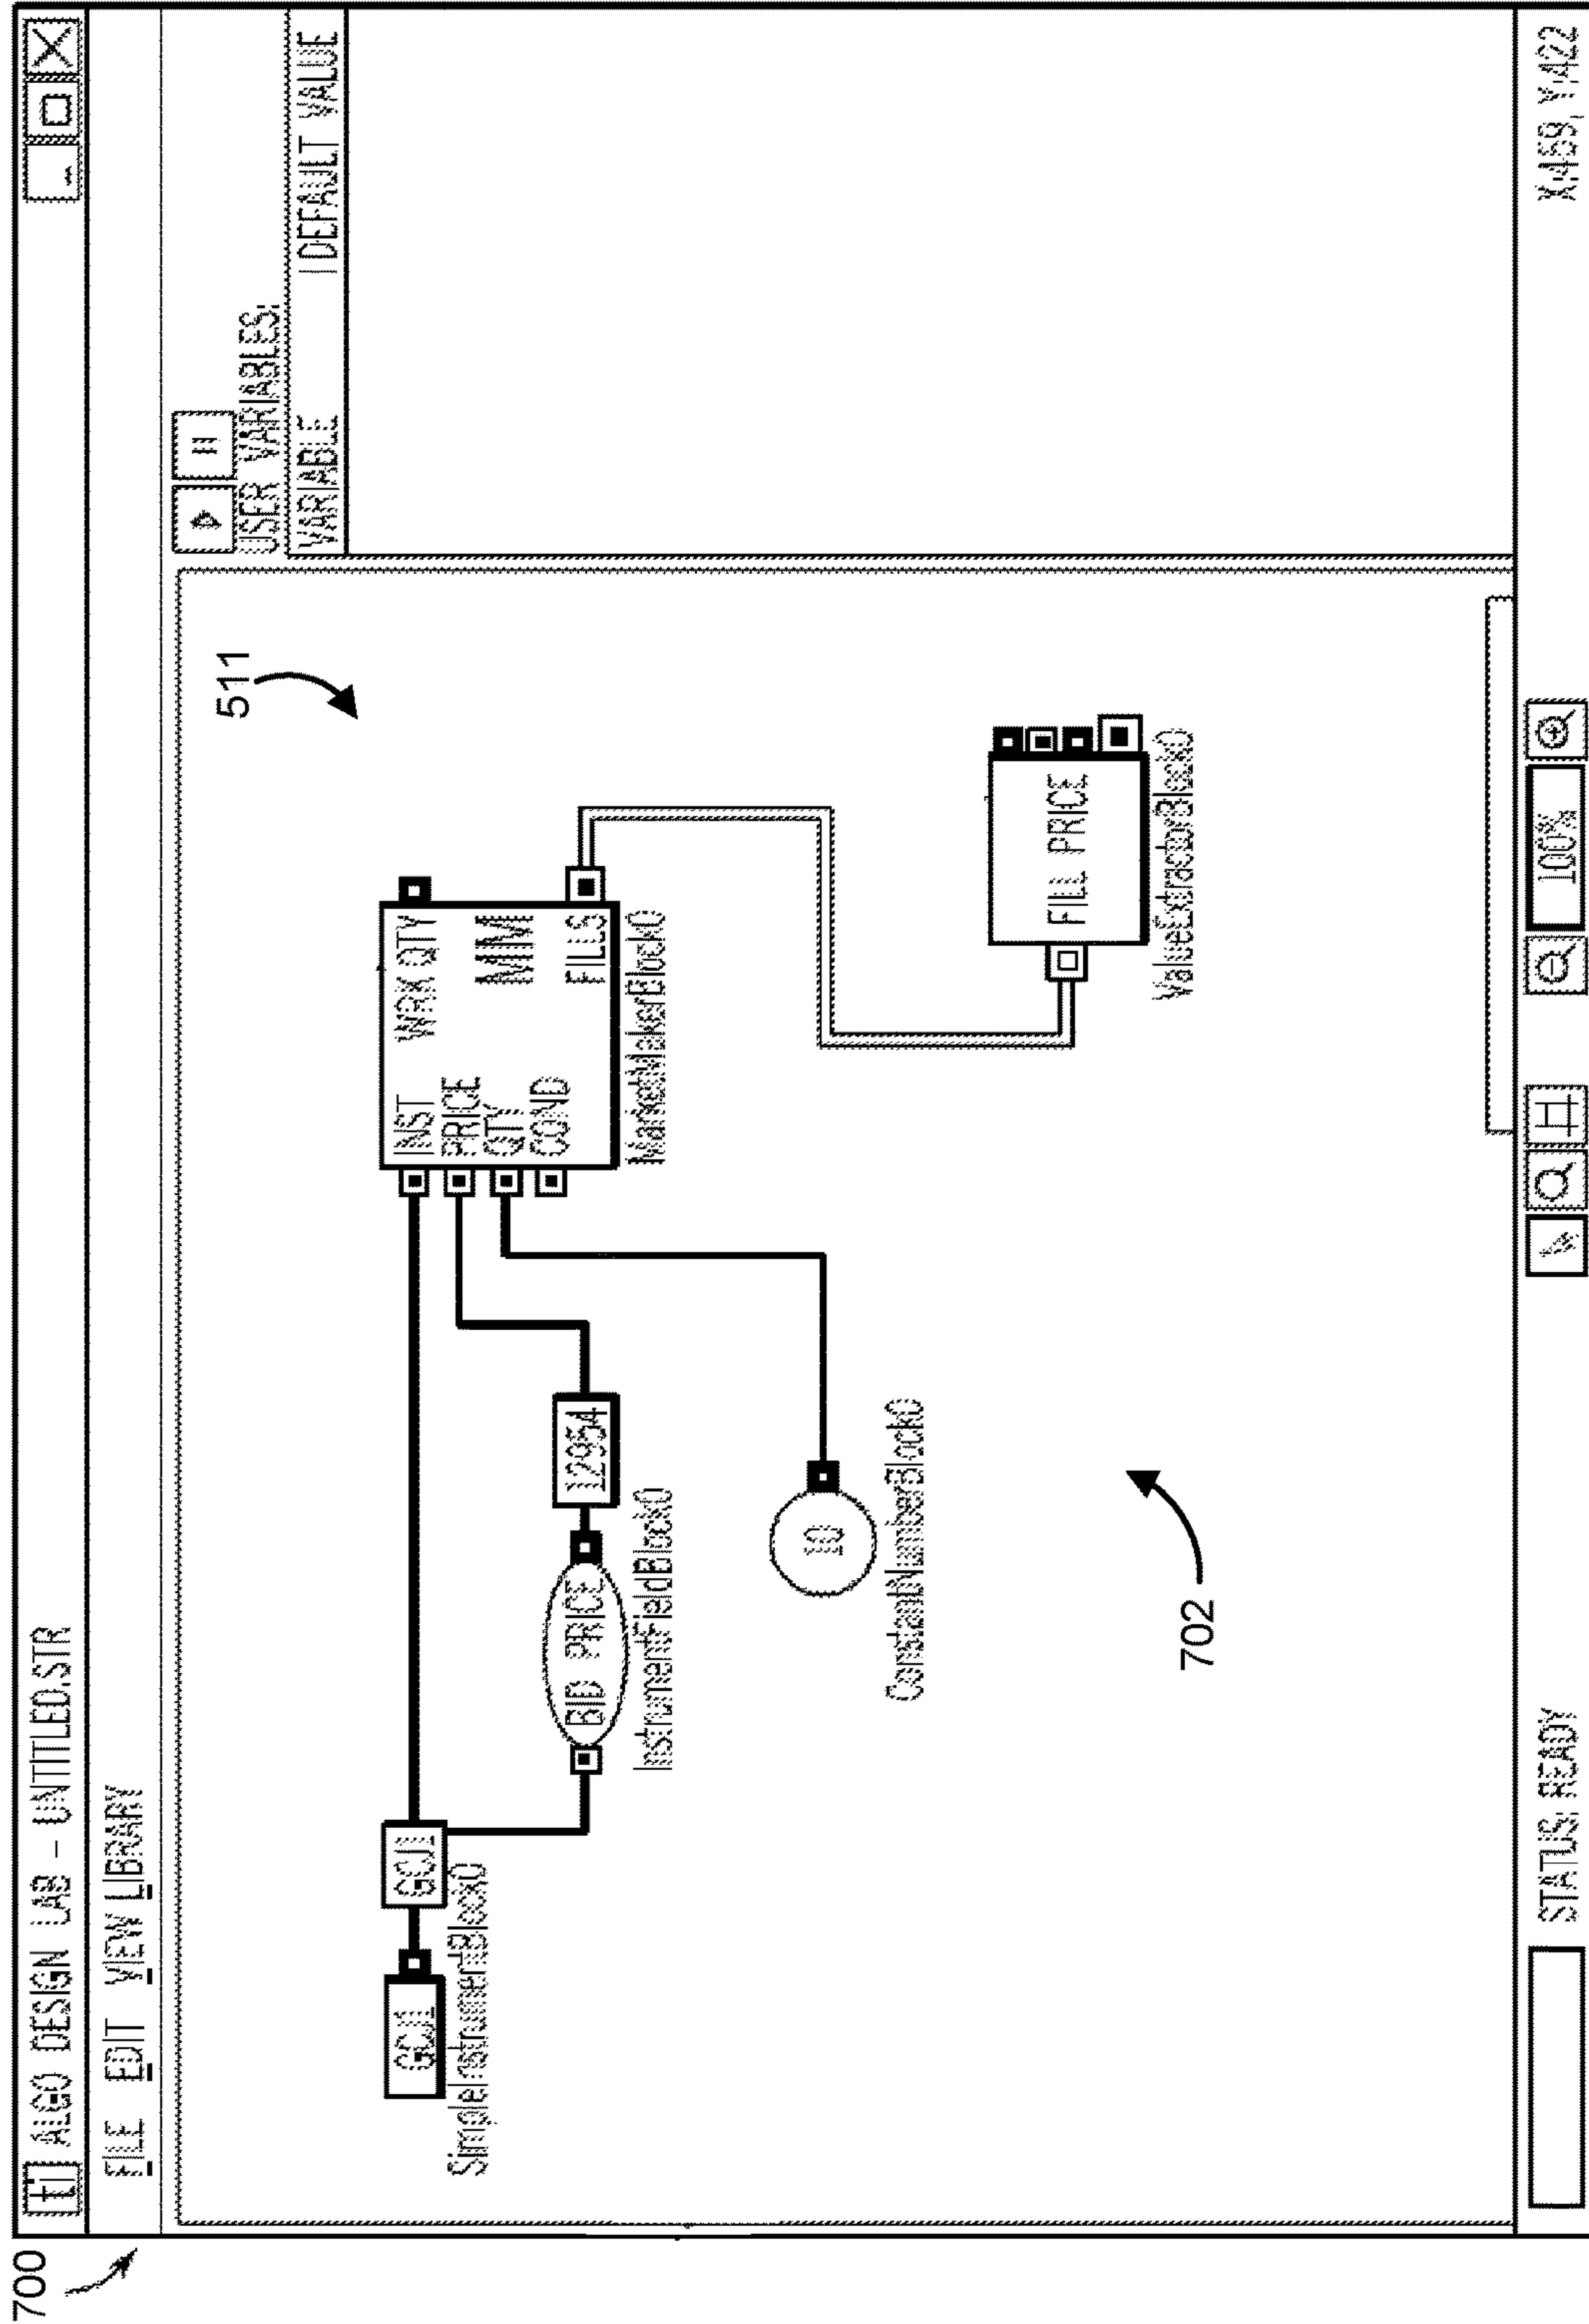 700
ALGO DESIGN LAB – UNTITLED.STR
FILE EDIT VIEW LIBRARY
USER VARIABLES:
VARIABLE DEFAULT VALUE
511
GCJ1
GCJ1
SimpleInstrumentBlock0
INST WRK QTY
PRICE
QTY MM
COND FILLS
MarketMakerBlock0
BID PRICE
12954
InstrumentFieldBlock0
10
ConstantNumberBlock0
FILL PRICE
ValueExtractorBlock0
702
STATUS: READY
100%
X:459, Y:422